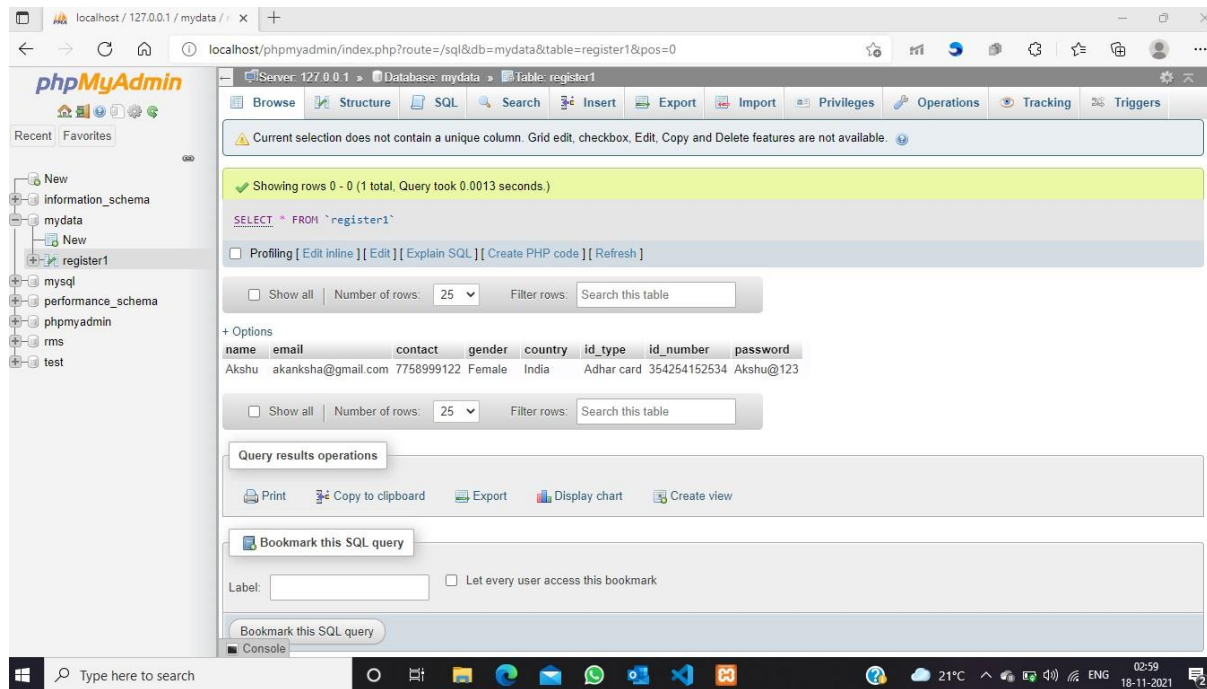 localhost / 127.0.0.1 / mydata /
localhost/phpmyadmin/index.php?route=/sql&db=mydata&table=register1&pos=0
phpMyAdmin
Recent Favorites
New
information_schema
mydata
New
register1
mysql
performance_schema
phpmyadmin
rms
test
Server: 127.0.0.1 » Database: mydata » Table: register1
Browse Structure SQL Search Insert Export Import Privileges Operations Tracking Triggers
Current selection does not contain a unique column. Grid edit, checkbox, Edit, Copy and Delete features are not available.
Showing rows 0 - 0 (1 total, Query took 0.0013 seconds.)
SELECT * FROM `register1`
Profiling [ Edit inline ] [ Edit ] [ Explain SQL ] [ Create PHP code ] [ Refresh ]
Show all | Number of rows: 25 Filter rows: Search this table
+ Options
name email contact gender country id_type id_number password
Akshu akanksha@gmail.com 7758999122 Female India Adhar card 354254152534 Akshu@123
Show all | Number of rows: 25 Filter rows: Search this table
Query results operations
Print Copy to clipboard Export Display chart Create view
Bookmark this SQL query
Label: Let every user access this bookmark
Bookmark this SQL query
Console
Type here to search
21°C ENG 02:59
18-11-2021
2